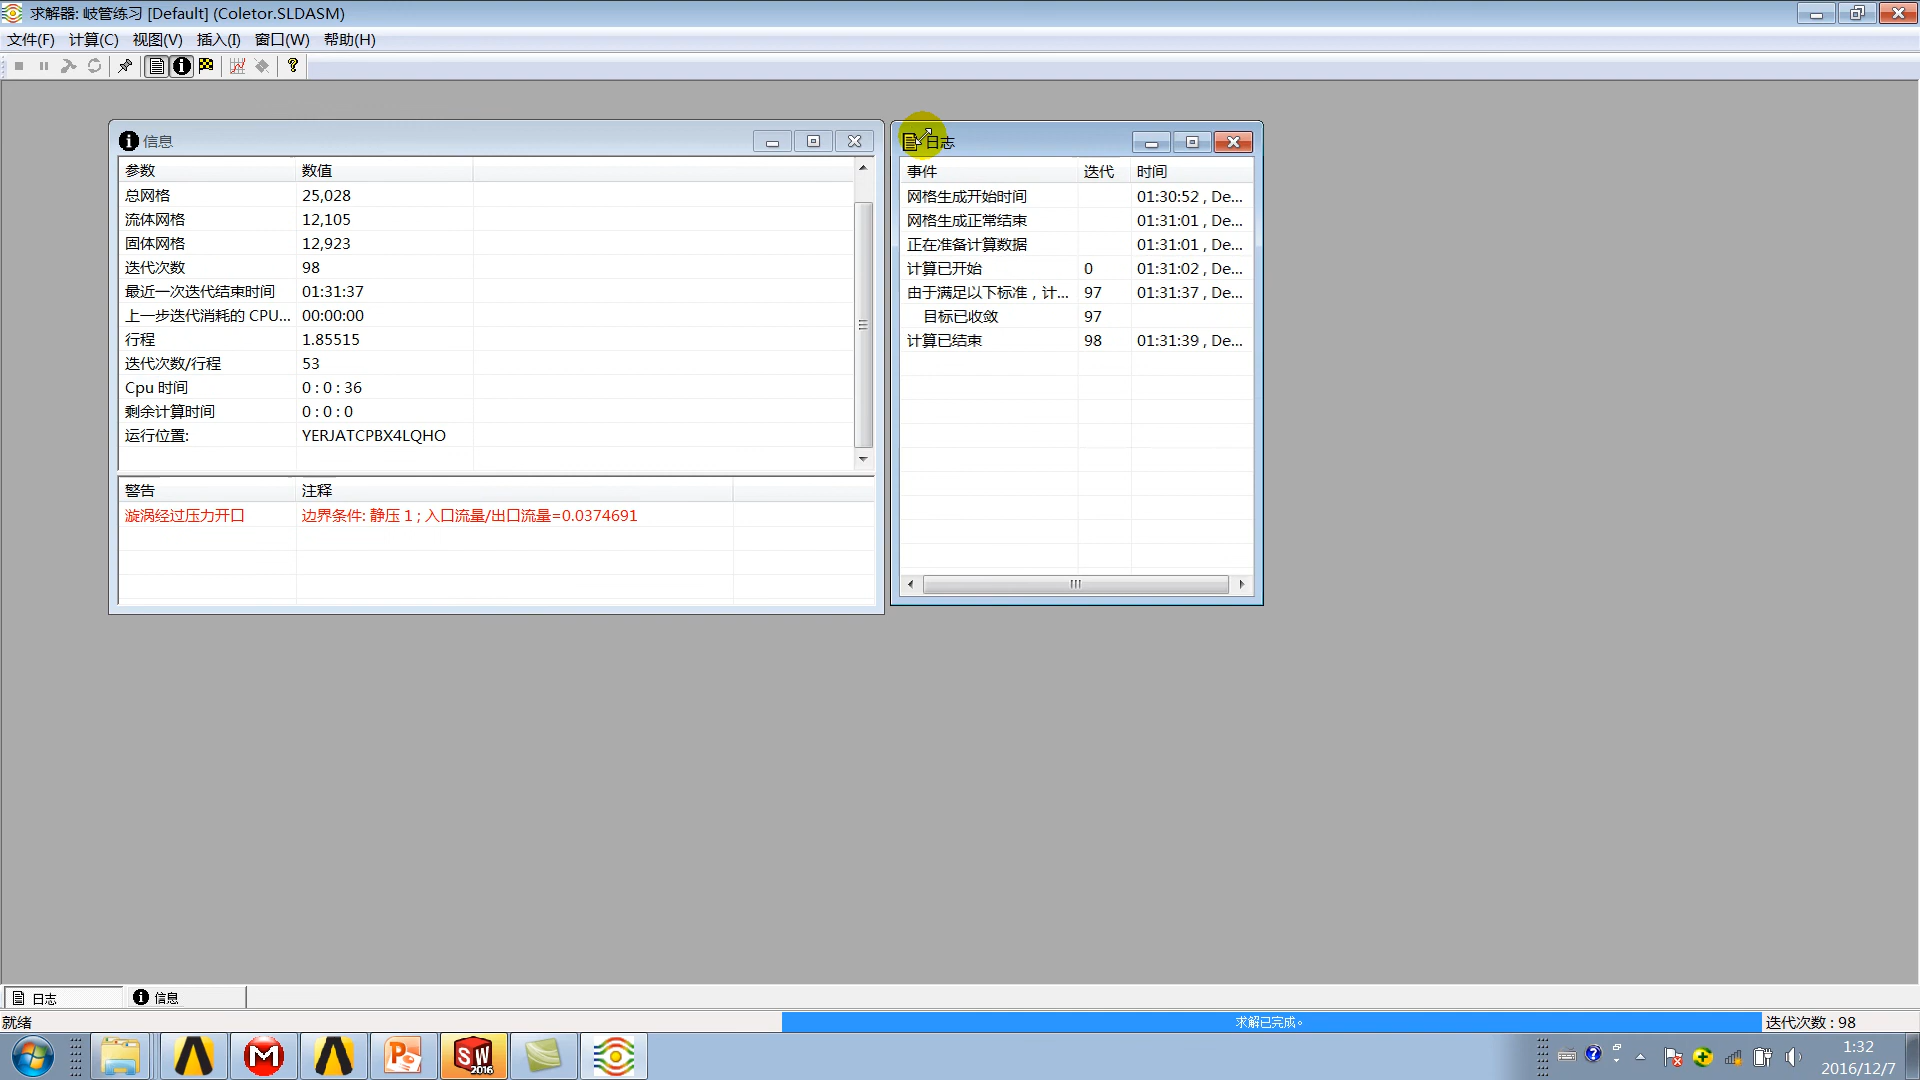 求解器: 岐管练习 [Default] (Coletor.SLDASM)
文件(F) 计算(C) 视图(V) 插入(I) 窗口(W) 帮助(H)
信息
参数 数值
总网格 25,028
流体网格 12,105
固体网格 12,923
迭代次数 98
最近一次迭代结束时间 01:31:37
上一步迭代消耗的 CPU... 00:00:00
行程 1.85515
迭代次数/行程 53
Cpu 时间 0 : 0 : 36
剩余计算时间 0 : 0 : 0
运行位置: YERJATCPBX4LQHO
警告 注释
漩涡经过压力开口 边界条件: 静压 1 ; 入口流量/出口流量=0.0374691
日志
事件 迭代 时间
网格生成开始时间 01:30:52 , De...
网格生成正常结束 01:31:01 , De...
正在准备计算数据 01:31:01 , De...
计算已开始 0 01:31:02 , De...
由于满足以下标准，计... 97 01:31:37 , De...
目标已收敛 97
计算已结束 98 01:31:39 , De...
日志 信息
就绪 求解已完成。 迭代次数 : 98
SW 2016
1:32
2016/12/7